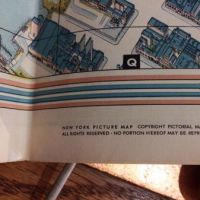 Q
NEW YORK PICTURE MAP COPYRIGHT PICTORIAL
ALL RIGHTS RESERVED - NO PORTION HEREOF MAY BE